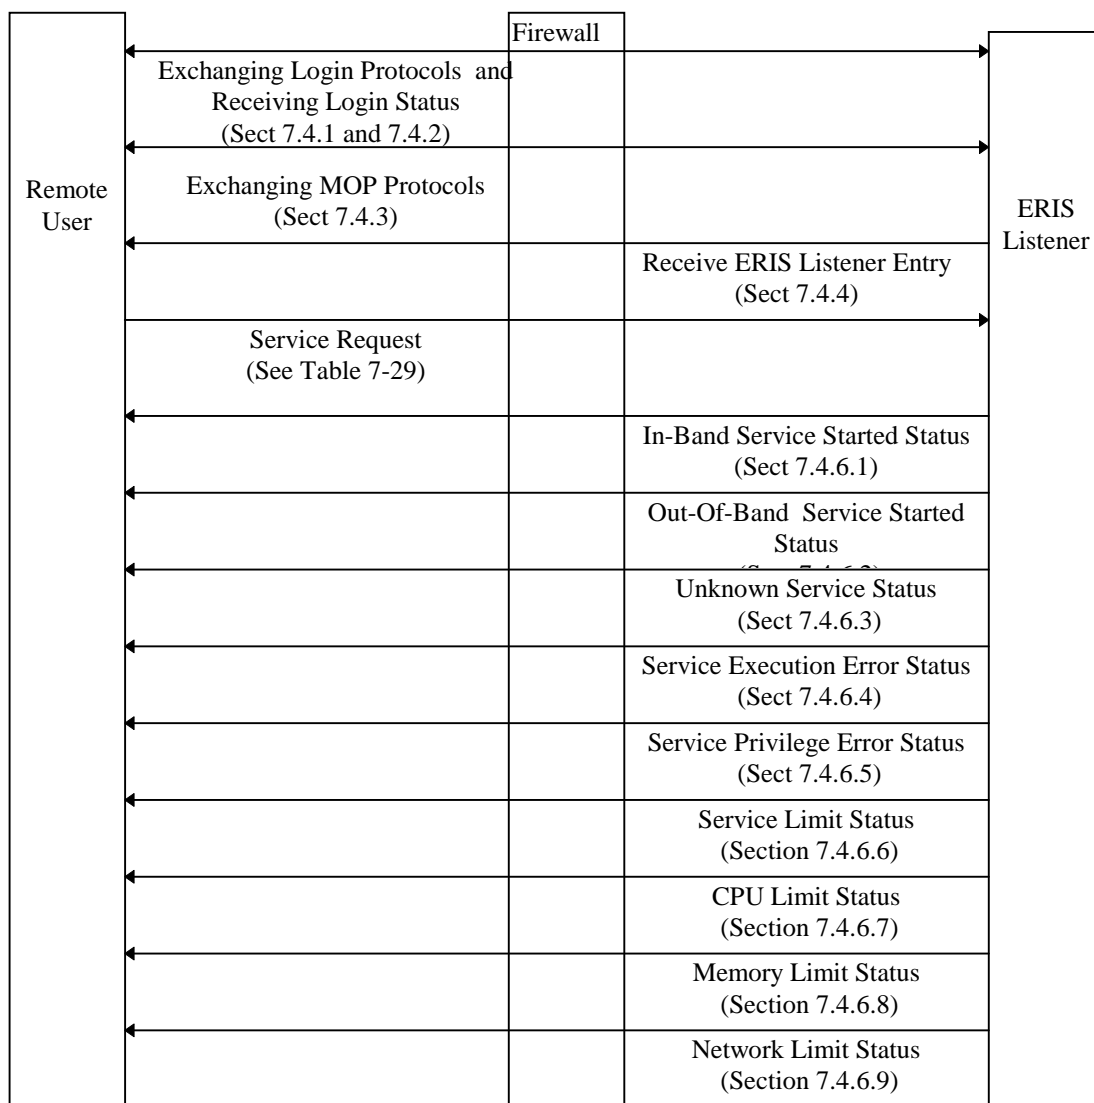 Firewall
Exchanging Login Protocols and
Receiving Login Status
(Sect 7.4.1 and 7.4.2)
Remote
User
Exchanging MOP Protocols
(Sect 7.4.3)
ERIS
Listener
Receive ERIS Listener Entry
(Sect 7.4.4)
Service Request
(See Table 7-29)
In-Band Service Started Status
(Sect 7.4.6.1)
Out-Of-Band Service Started
Status
Unknown Service Status
(Sect 7.4.6.3)
Service Execution Error Status
(Sect 7.4.6.4)
Service Privilege Error Status
(Sect 7.4.6.5)
Service Limit Status
(Section 7.4.6.6)
CPU Limit Status
(Section 7.4.6.7)
Memory Limit Status
(Section 7.4.6.8)
Network Limit Status
(Section 7.4.6.9)